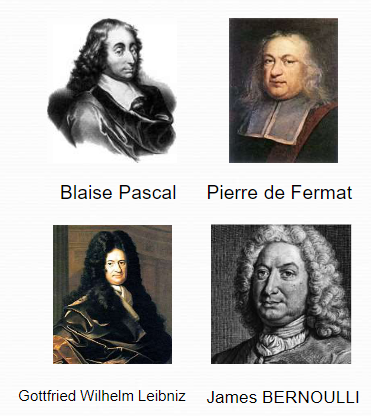 Blaise Pascal
Pierre de Fermat
Gottfried Wilhelm Leibniz
James BERNOULLI